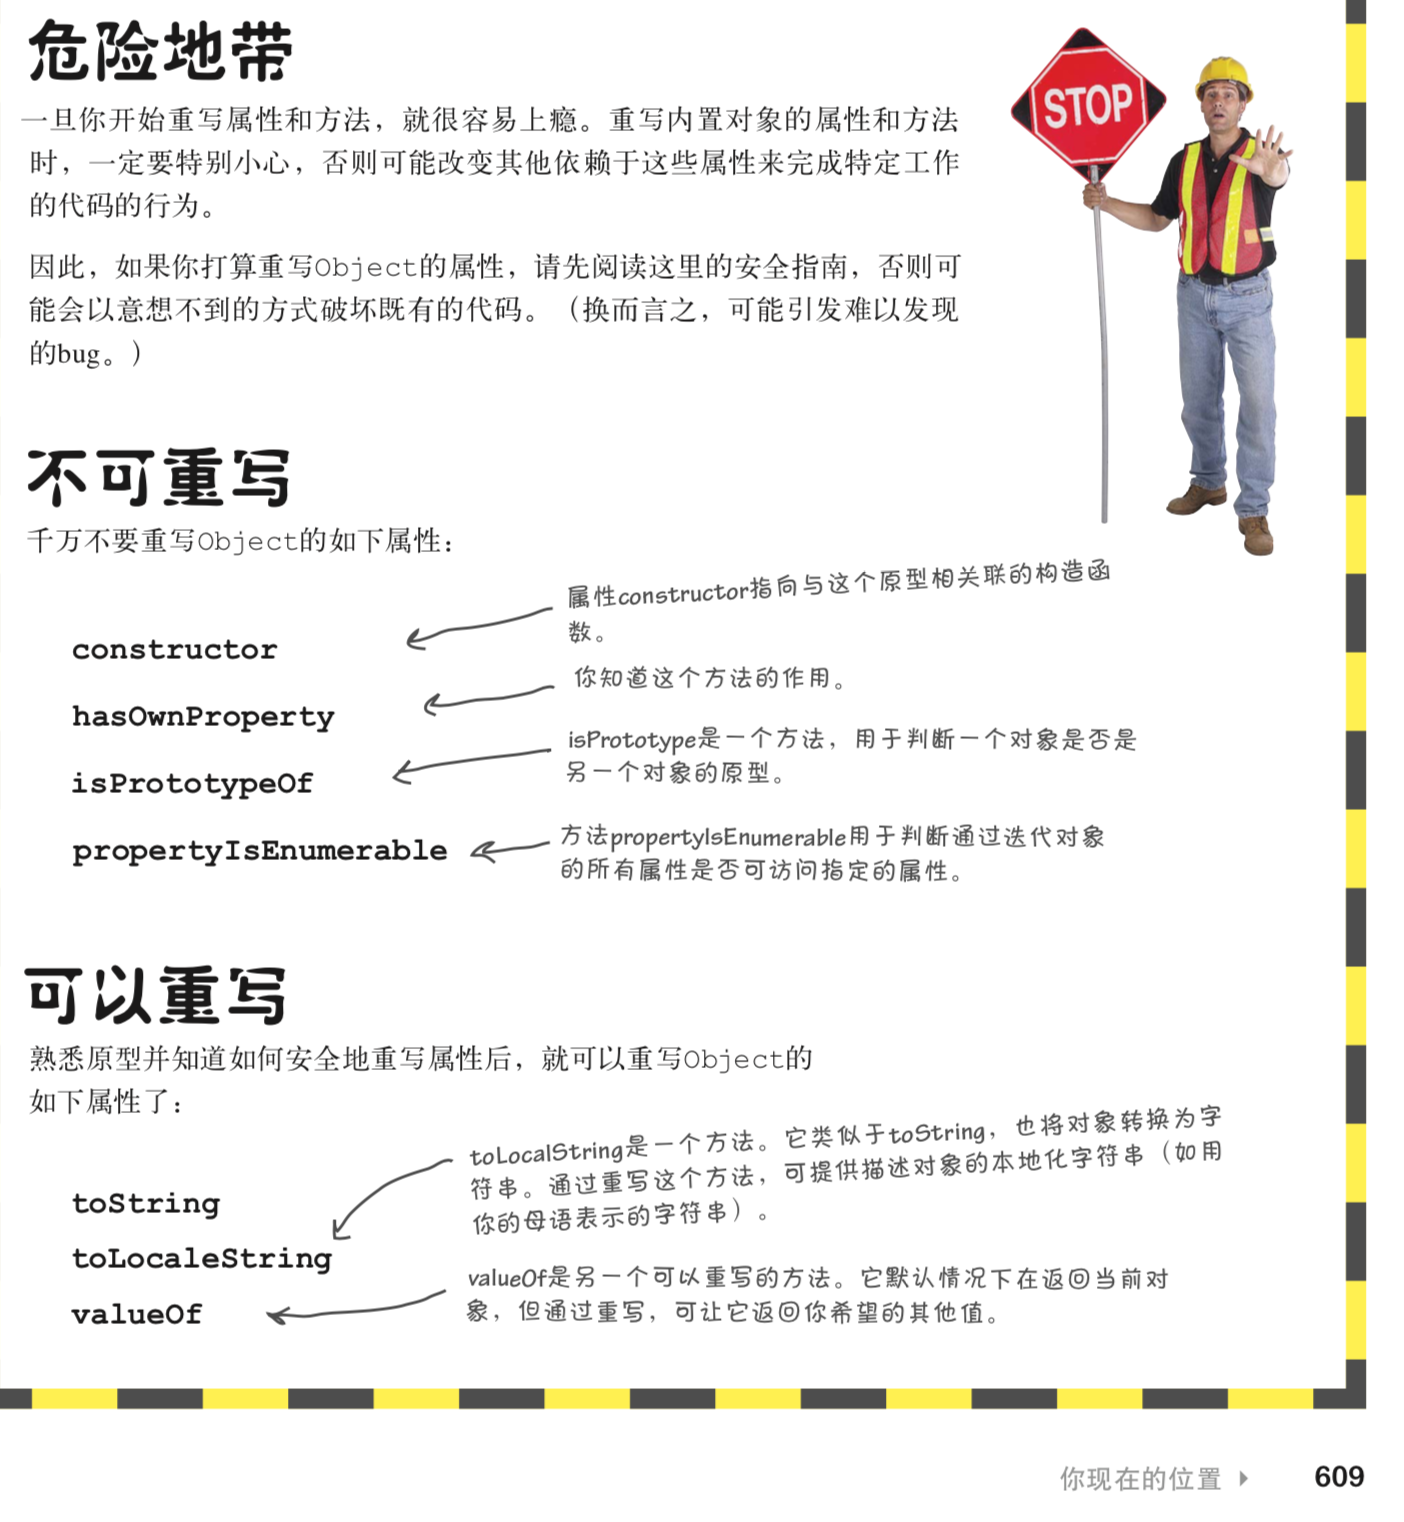 危险地带
STOP
一旦你开始重写属性和方法，就很容易上瘾。重写内置对象的属性和方法
时，一定要特别小心，否则可能改变其他依赖于这些属性来完成特定工作
的代码的行为。
因此，如果你打算重写Object的属性，请先阅读这里的安全指南，否则可
能会以意想不到的方式破坏既有的代码。（换而言之，可能引发难以发现
的bug。）
不可重写
千万不要重写Object的如下属性：
属性constructor指向与这个原型相关联的构造函
数。
constructor
你知道这个方法的作用。
hasOwnProperty
isPrototype是一个方法，用于判断一个对象是否是
另一个对象的原型。
isPrototypeOf
方法propertyIsEnumerable用于判断通过迭代对象
的所有属性是否可访问指定的属性。
propertyIsEnumerable
可以重写
熟悉原型并知道如何安全地重写属性后，就可以重写Object的
如下属性了：
toLocalString是一个方法。它类似于toString，也将对象转换为字
符串。通过重写这个方法，可提供描述对象的本地化字符串（如用
你的母语表示的字符串）。
toString
toLocaleString
valueOf是另一个可以重写的方法。它默认情况下在返回当前对
象，但通过重写，可让它返回你希望的其他值。
valueOf
你现在的位置 ▸ 609